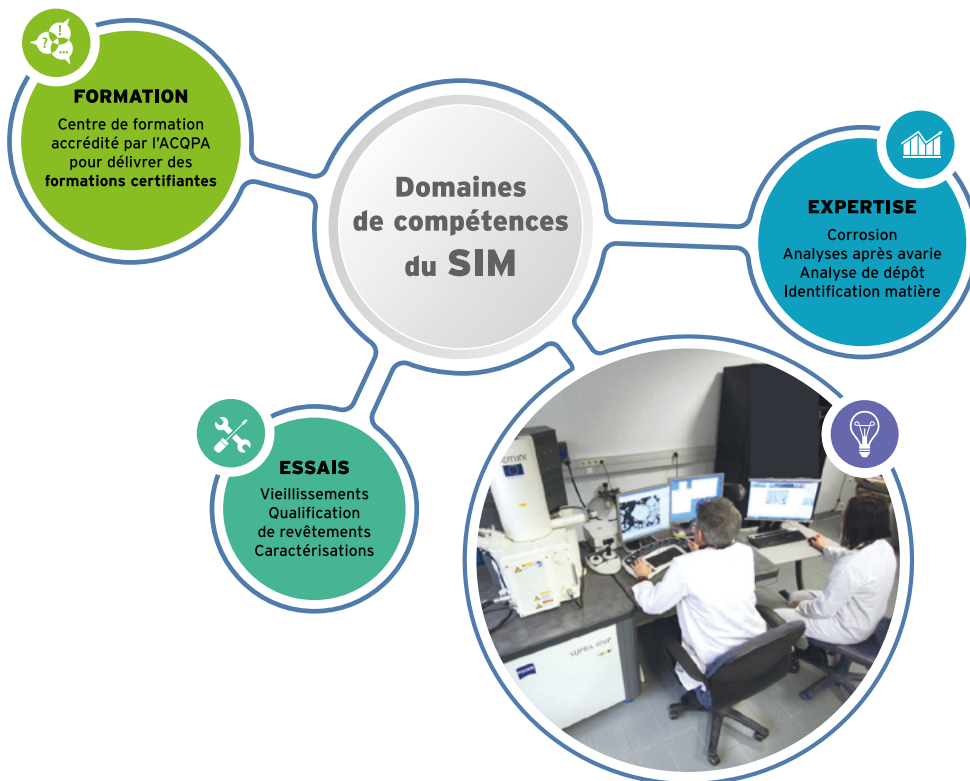 FORMATION
Centre de formation
accrédité par l'ACQPA
pour délivrer des
formations certifiantes
Domaines
de compétences
du SIM
EXPERTISE
Corrosion
Analyses après avarie
Analyse de dépôt
Identification matière
ESSAIS
Vieillissements
Qualification
de revêtements
Caractérisations